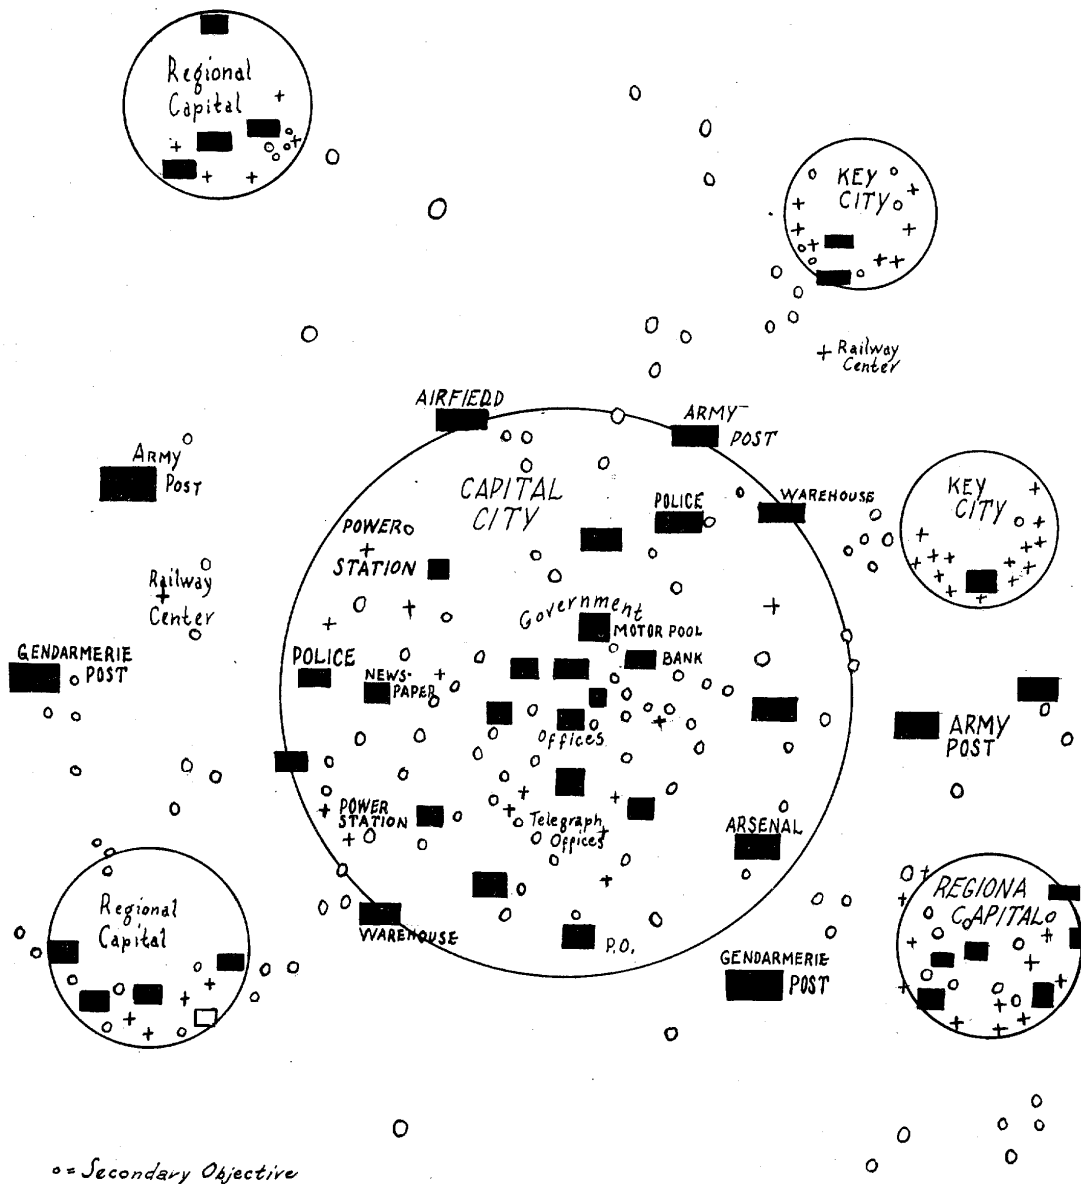 Regional
Capital
KEY
CITY
+ Railway
Center
AIRFIEDD
ARMY
POST
ARMY
POST
CAPITAL
CITY
POLICE
WAREHOUSE
KEY
CITY
POWER
STATION
Railway
Center
Government
MOTOR POOL
BANK
GENDARMERIE
POST
POLICE
NEWS-
PAPER
Offices
ARMY
POST
POWER
STATION
Telegraph
Offices
ARSENAL
Regional
Capital
WAREHOUSE
P.O.
GENDARMERIE
POST
REGIONA
CAPITAL
o = Secondary Objective